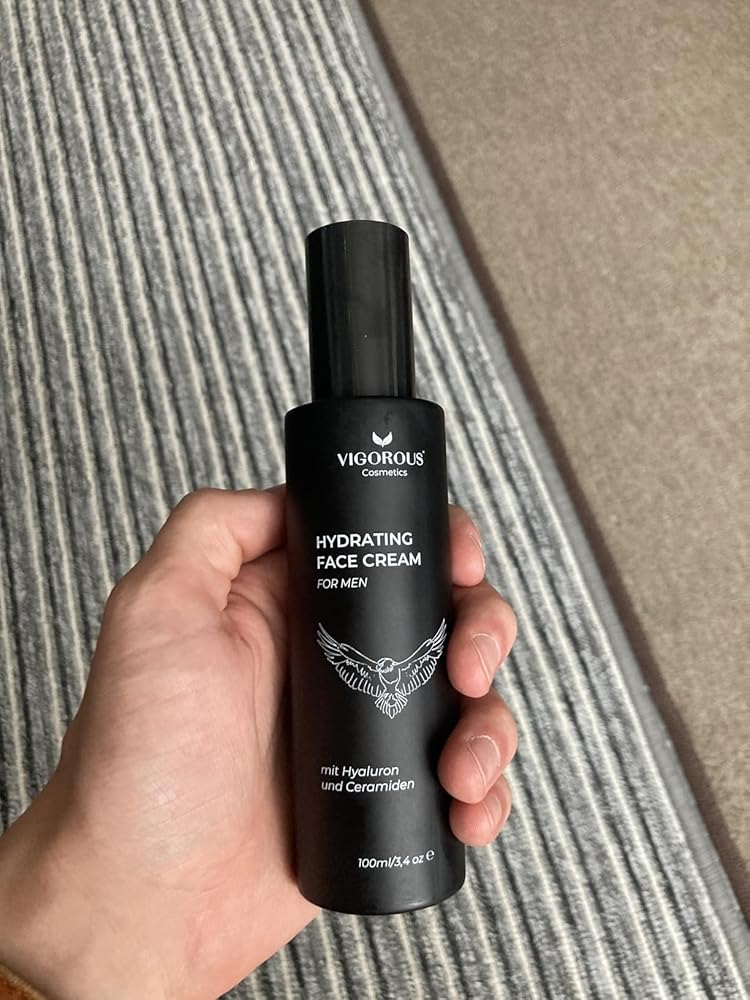 VIGOROUS®
Cosmetics
HYDRATING
FACE CREAM
FOR MEN
mit Hyaluron
und Ceramiden
100ml/3,4 oz ℮